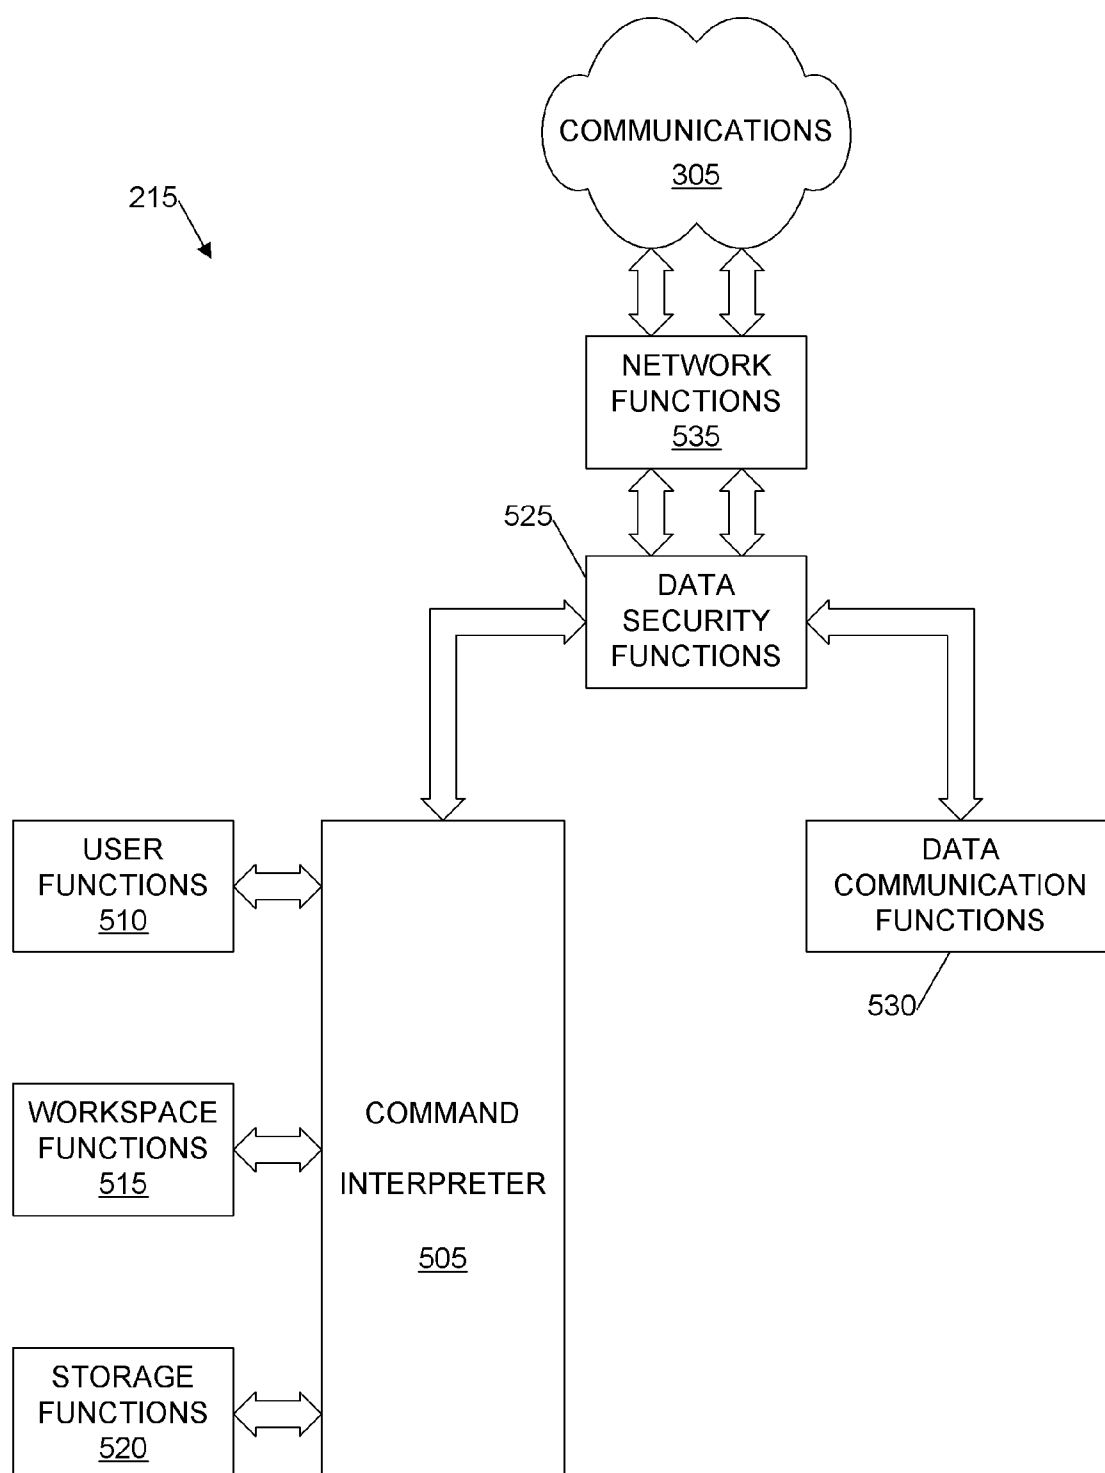 COMMUNICATIONS
305
215
NETWORK
FUNCTIONS
535
525
DATA
SECURITY
FUNCTIONS
USER
FUNCTIONS
510
DATA
COMMUNICATION
FUNCTIONS
530
WORKSPACE
FUNCTIONS
515
COMMAND
INTERPRETER
505
STORAGE
FUNCTIONS
520